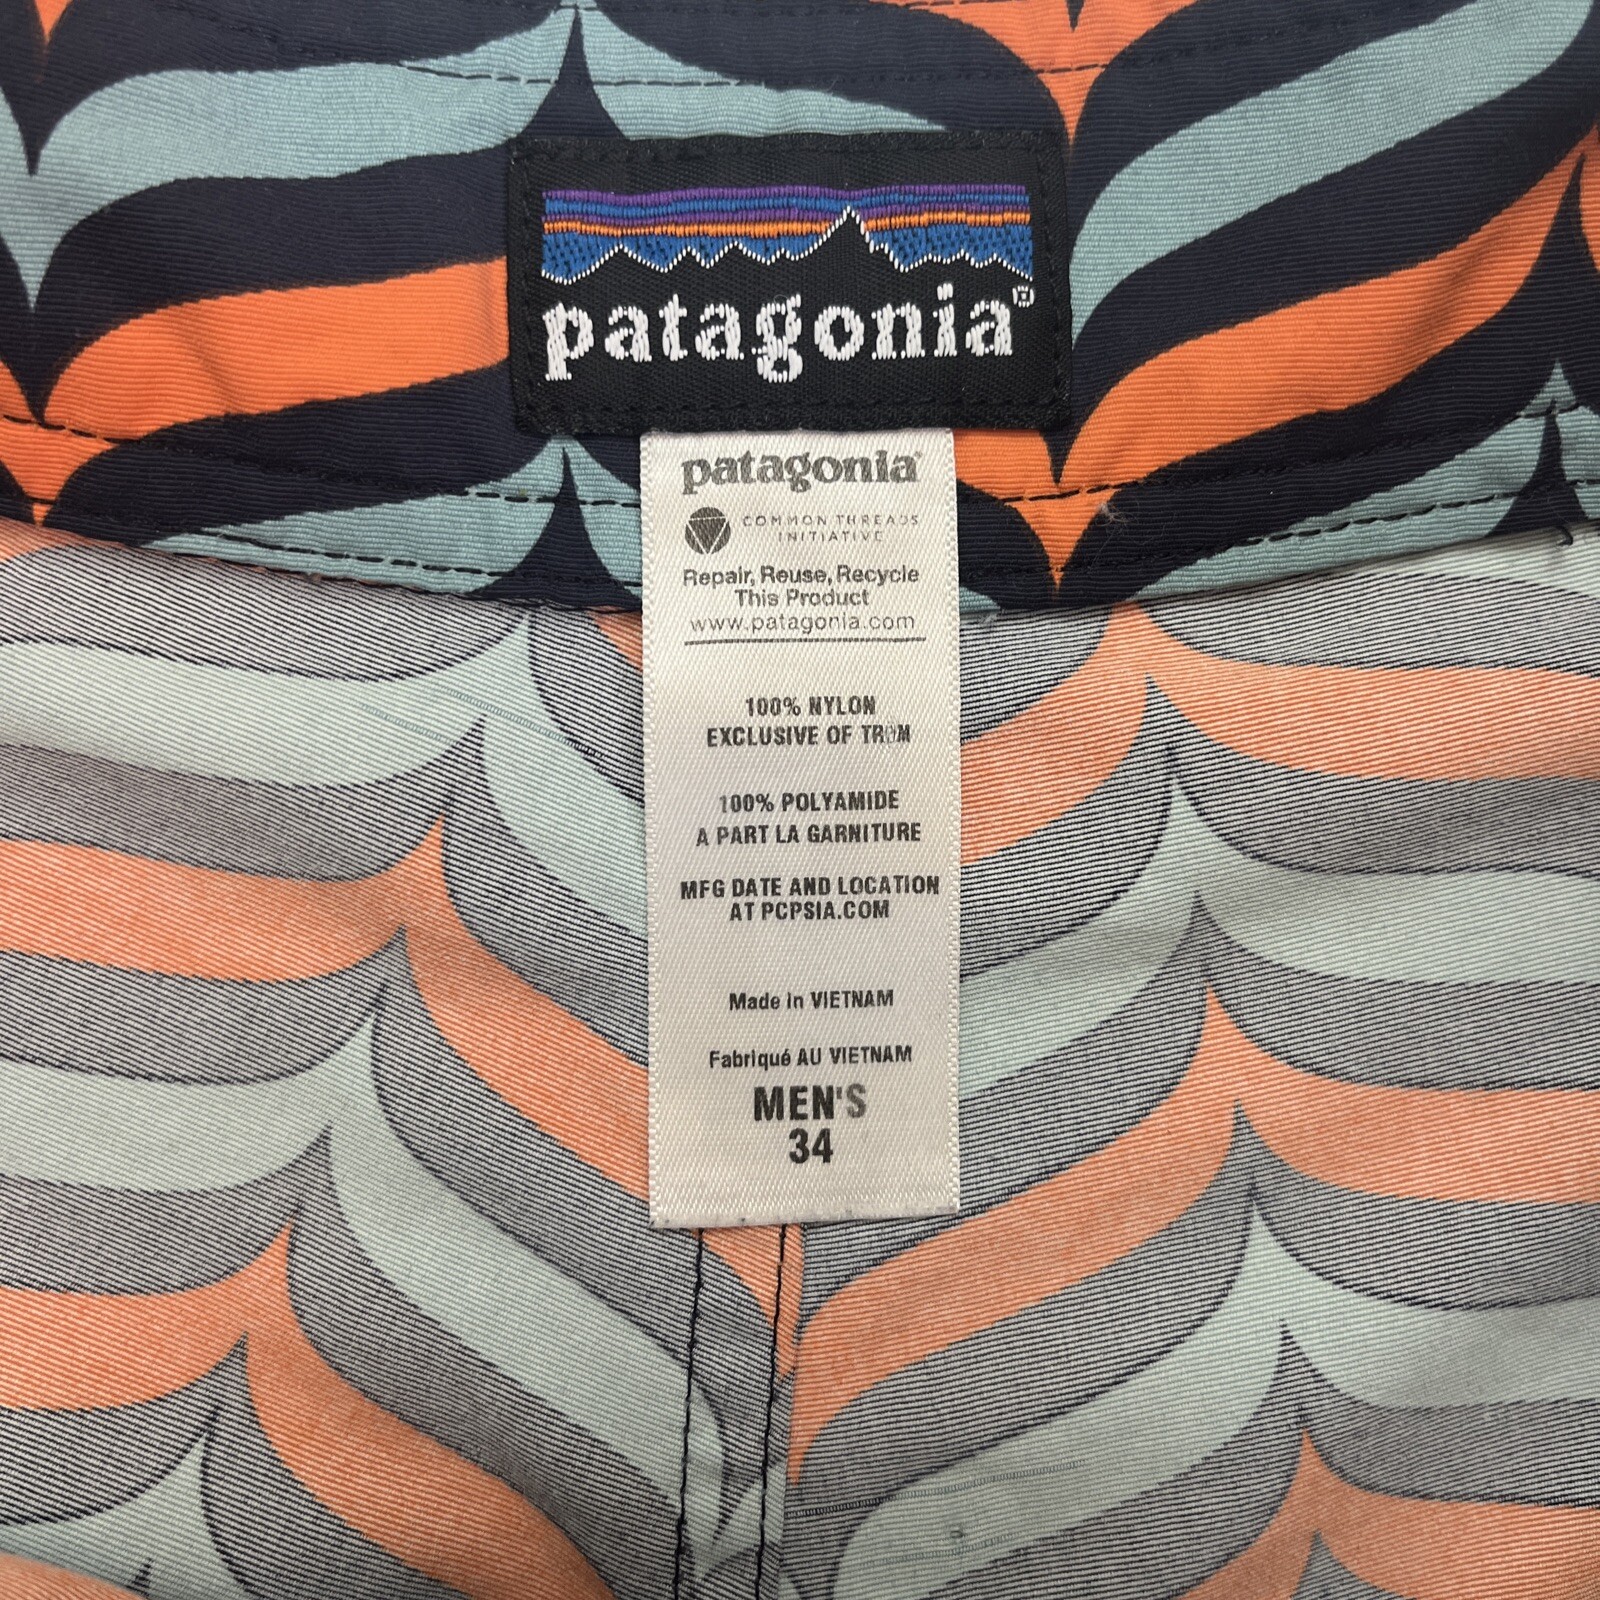 patagonia®
patagonia®
COMMON THREADS
INITIATIVE
Repair, Reuse, Recycle
This Product
www.patagonia.com
100% NYLON
EXCLUSIVE OF TRIM
100% POLYAMIDE
A PART LA GARNITURE
MFG DATE AND LOCATION
AT PCPSIA.COM
Made in VIETNAM
Fabriqué AU VIETNAM
MEN'S
34